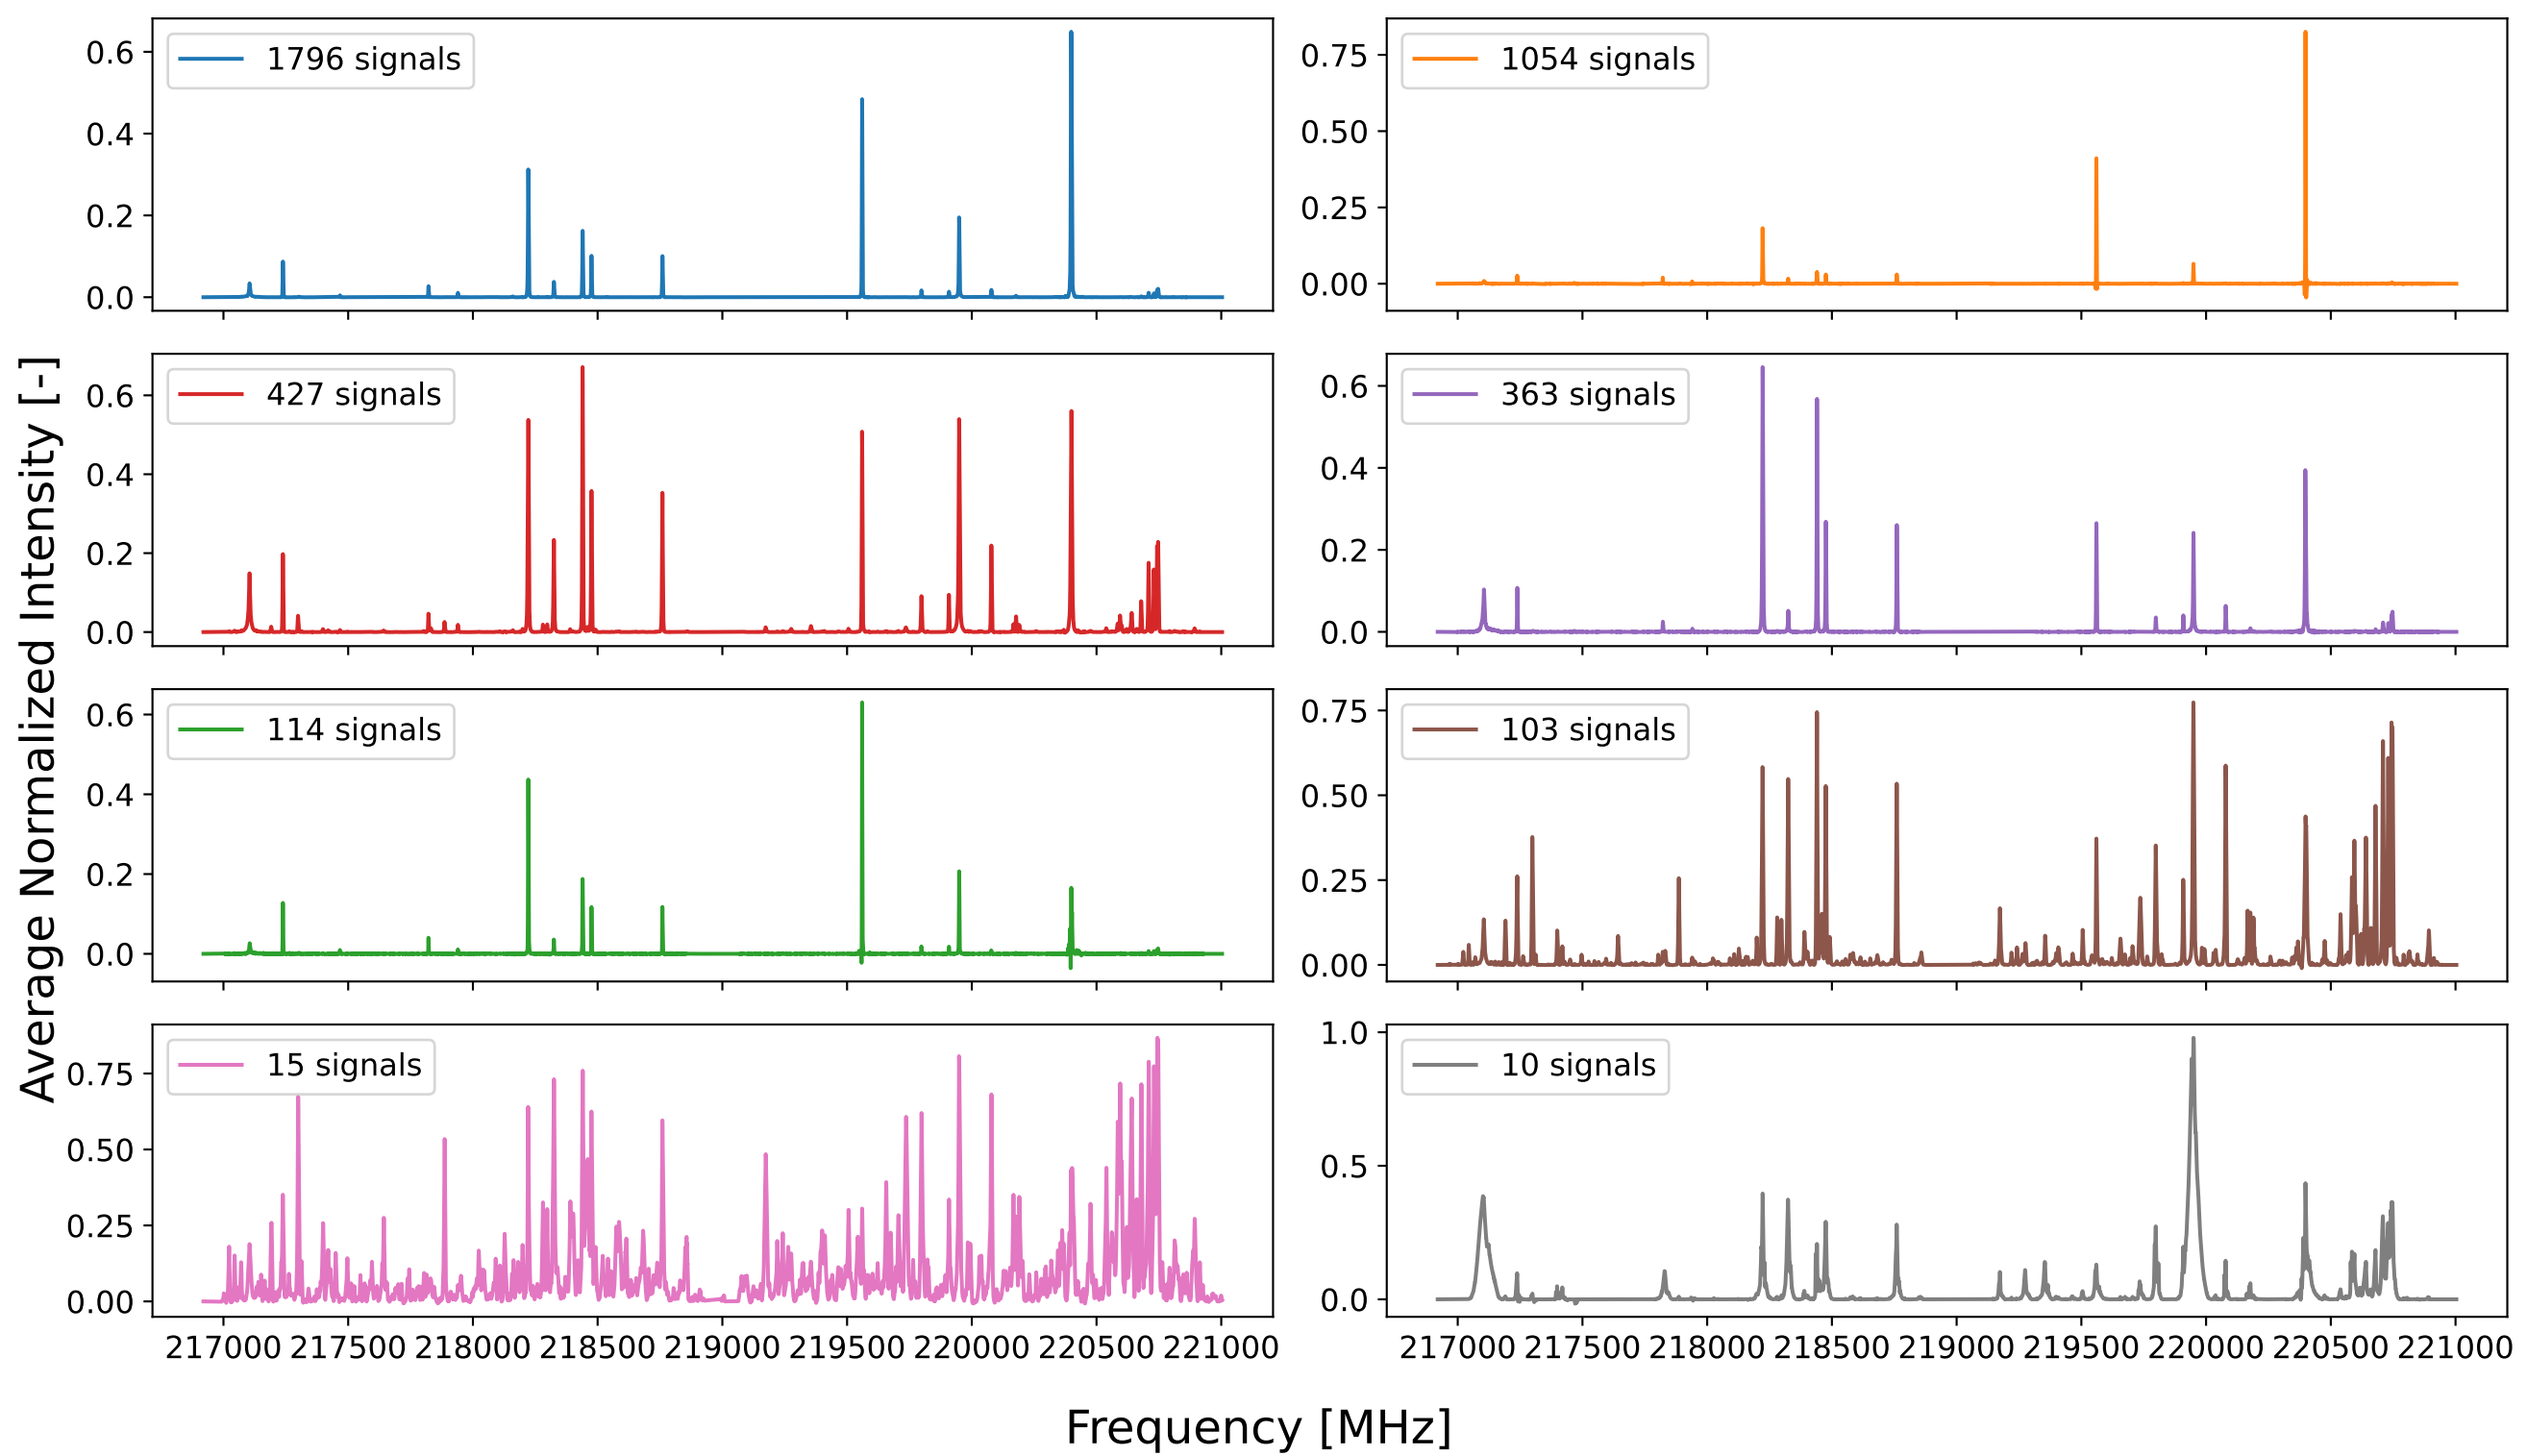 Average Normalized Intensity [-]
1796 signals
0.6
0.4
0.2
0.0
1054 signals
0.75
0.50
0.25
0.00
427 signals
0.6
0.4
0.2
0.0
363 signals
0.6
0.4
0.2
0.0
114 signals
0.6
0.4
0.2
0.0
103 signals
0.75
0.50
0.25
0.00
15 signals
0.75
0.50
0.25
0.00
217000 217500 218000 218500 219000 219500 220000 220500 221000
10 signals
1.0
0.5
0.0
217000 217500 218000 218500 219000 219500 220000 220500 221000
Frequency [MHz]